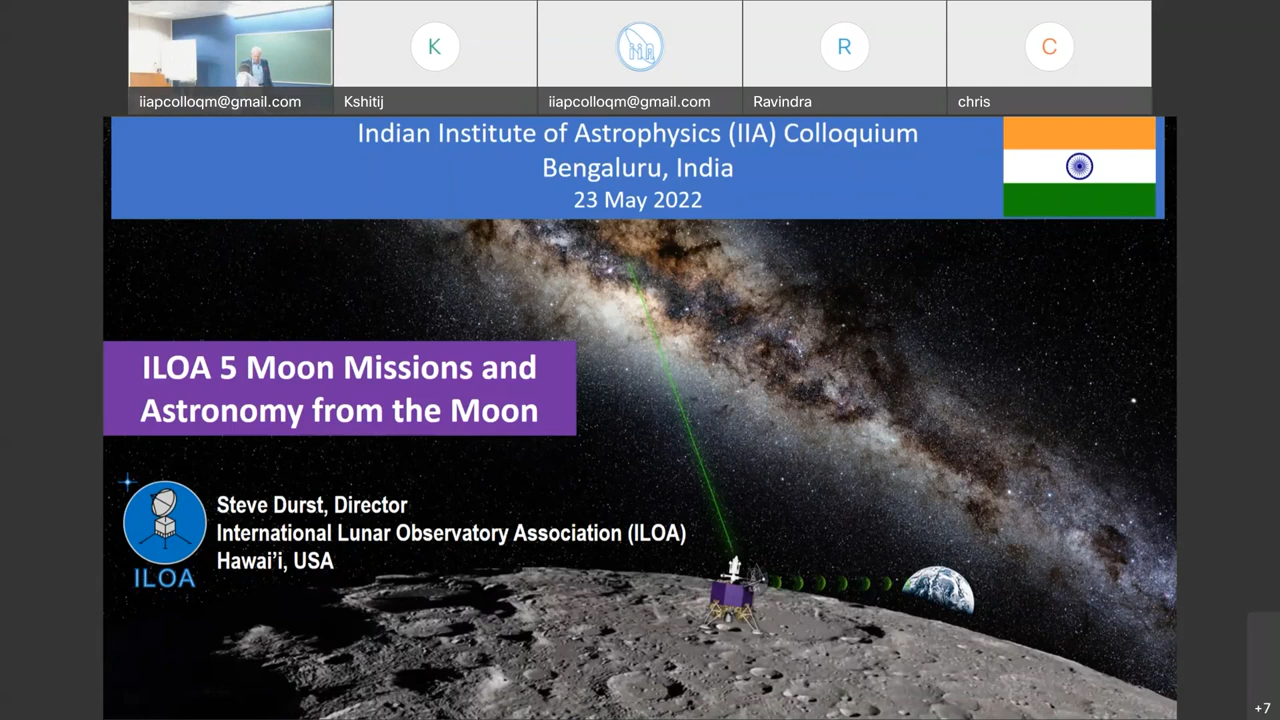 K
R
C
iiapcolloqm@gmail.com
Kshitij
iiapcolloqm@gmail.com
Ravindra
chris
Indian Institute of Astrophysics (IIA) Colloquium
Bengaluru, India
23 May 2022
ILOA 5 Moon Missions and
Astronomy from the Moon
Steve Durst, Director
International Lunar Observatory Association (ILOA)
Hawai’i, USA
ILOA
+7